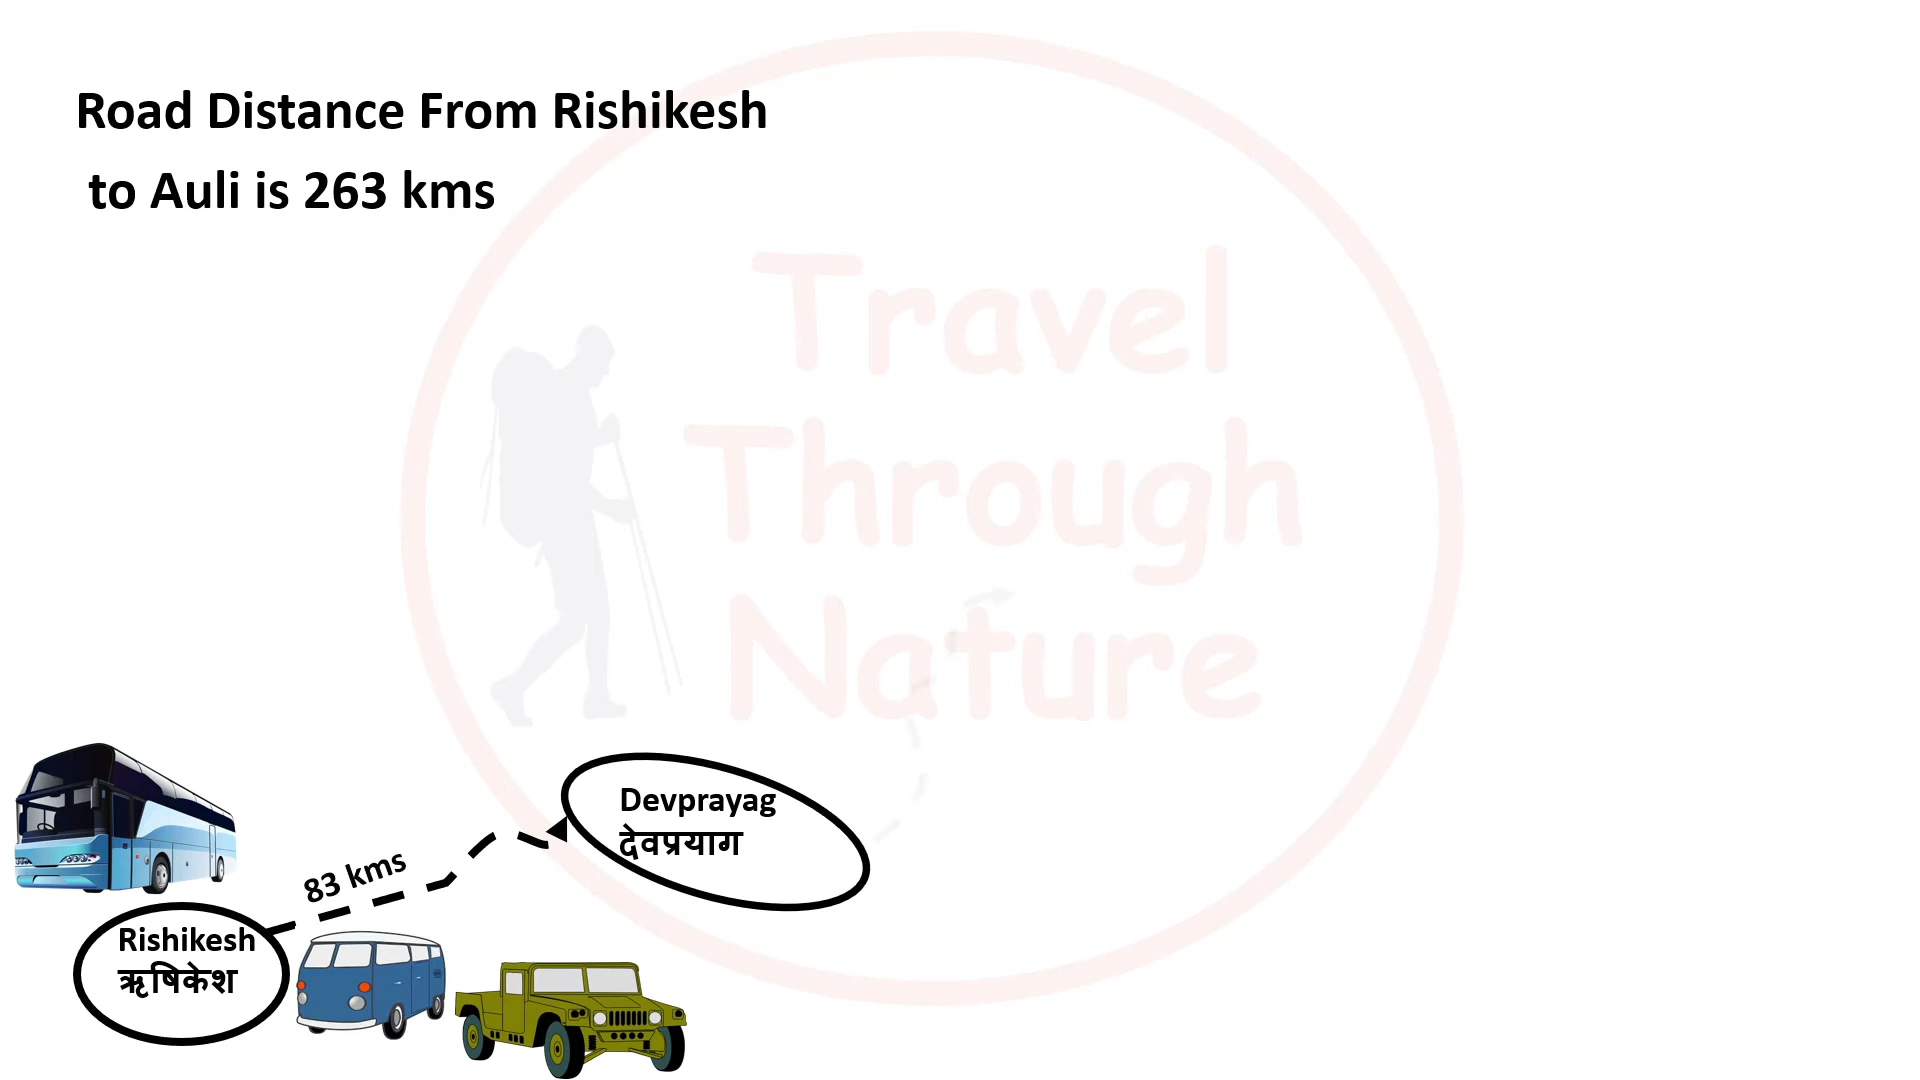 Road Distance From Rishikesh
to Auli is 263 kms
Travel
Through
Nature
Devprayag
देवप्रयाग
83 kms
Rishikesh
ऋषिकेश